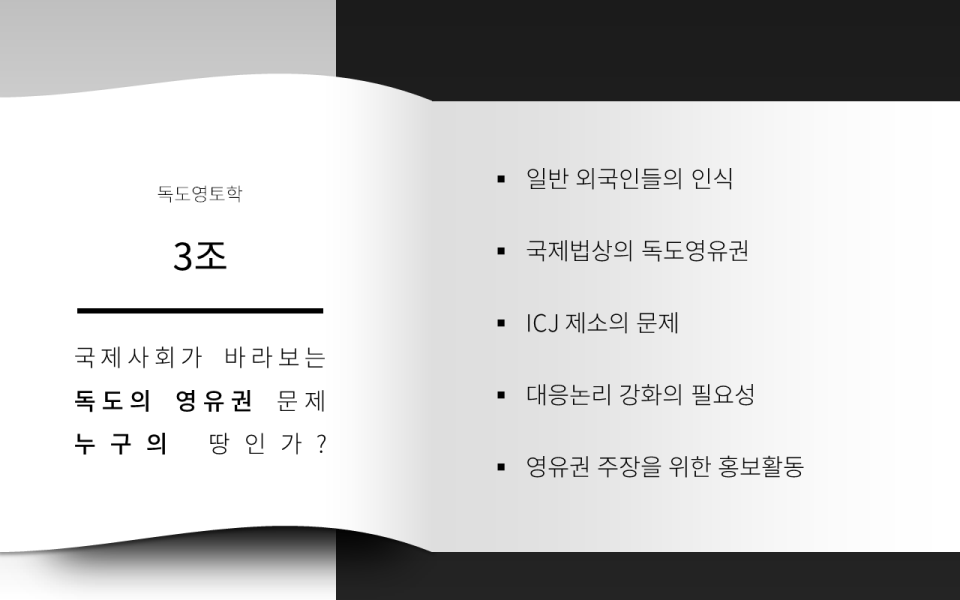 독도영토학
3조
국제사회가 바라보는
독도의 영유권 문제
누구의 땅인가?
▪ 일반 외국인들의 인식
▪ 국제법상의 독도영유권
▪ ICJ 제소의 문제
▪ 대응논리 강화의 필요성
▪ 영유권 주장을 위한 홍보활동